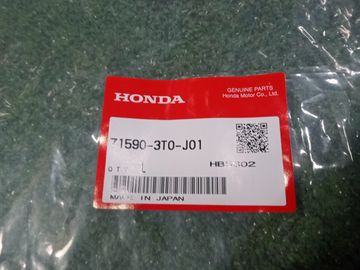 GENUINE PARTS
Honda Motor Co., Ltd.
HONDA
71590-3T0-J01
MADE IN JAPAN